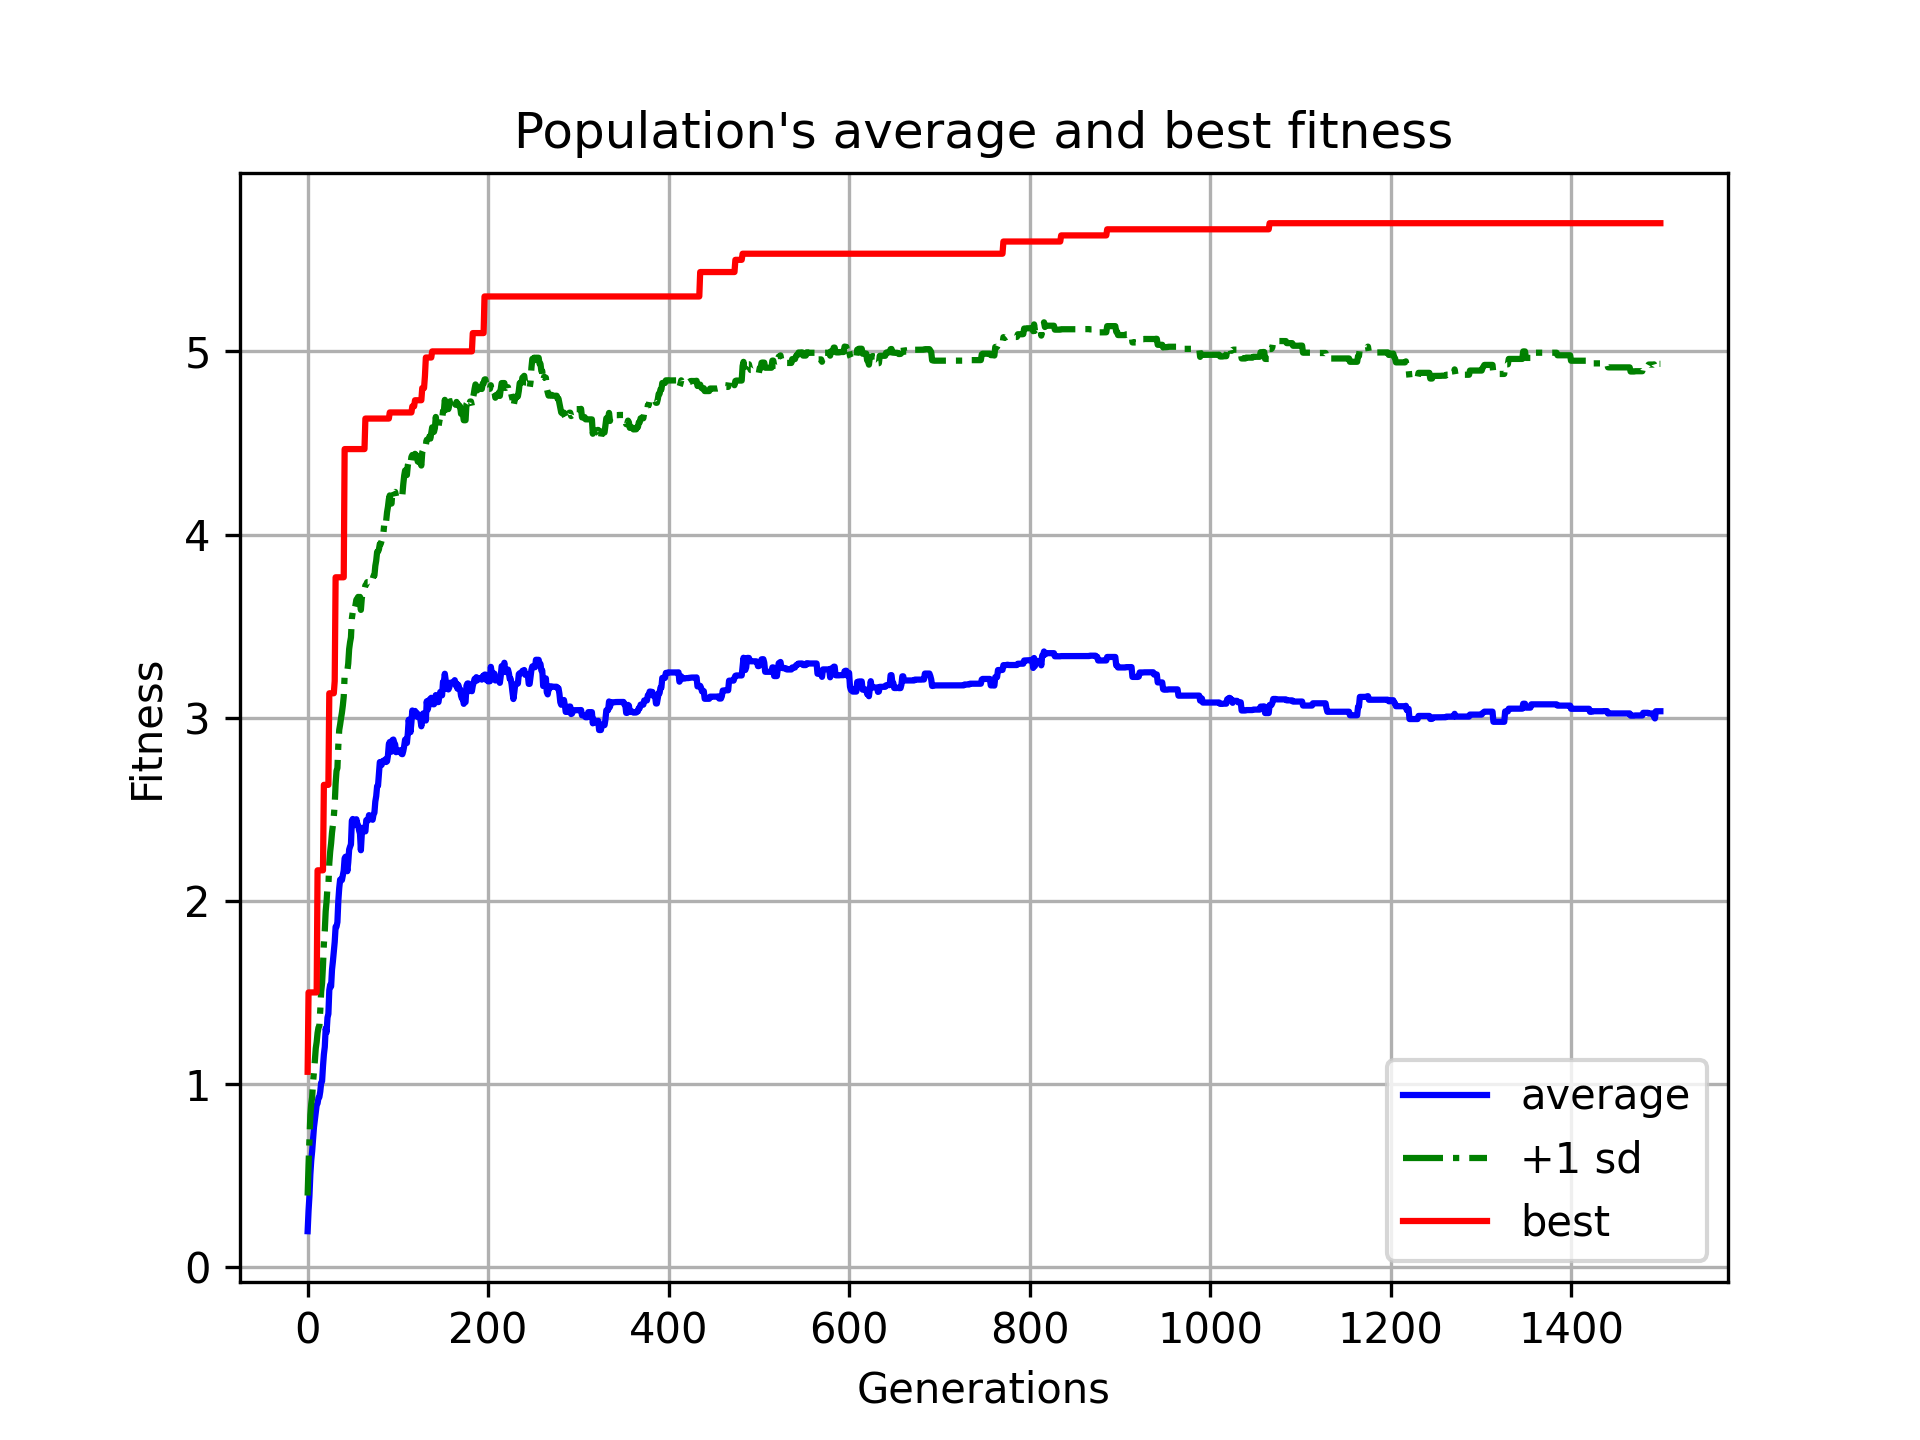 Population's average and best fitness
Fitness
5
4
3
2
1
0
0 200 400 600 800 1000 1200 1400
Generations
average
+1 sd
best